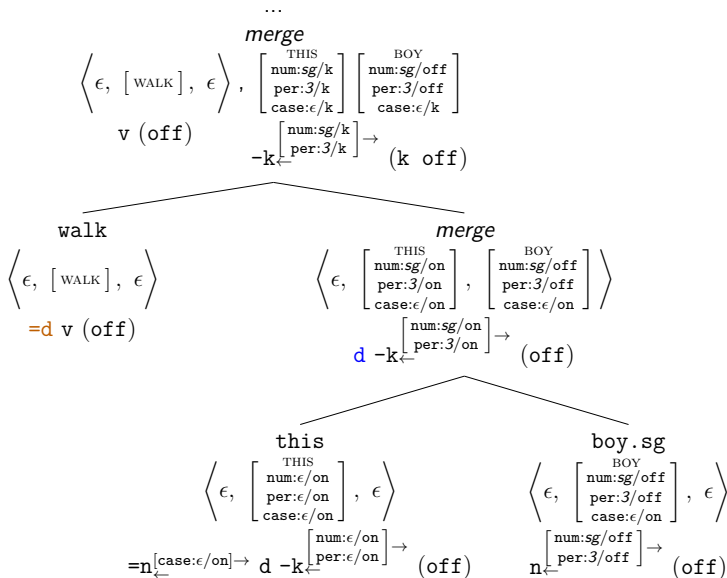 ...
merge
⟨ϵ, [WALK], ϵ⟩, [THIS num:sg/k per:3/k case:ϵ/k] [BOY num:sg/off per:3/off case:ϵ/k]
v (off) -k←[num:sg/k per:3/k]→ (k off)
walk
⟨ϵ, [WALK], ϵ⟩
=d v (off)
merge
⟨ϵ, [THIS num:sg/on per:3/on case:ϵ/on], [BOY num:sg/off per:3/off case:ϵ/on]⟩
d -k←[num:sg/on per:3/on]→ (off)
this
⟨ϵ, [THIS num:ϵ/on per:ϵ/on case:ϵ/on], ϵ⟩
=n←[case:ϵ/on]→ d -k←[num:ϵ/on per:ϵ/on]→ (off)
boy.sg
⟨ϵ, [BOY num:sg/off per:3/off case:ϵ/on], ϵ⟩
n←[num:sg/off per:3/off]→ (off)